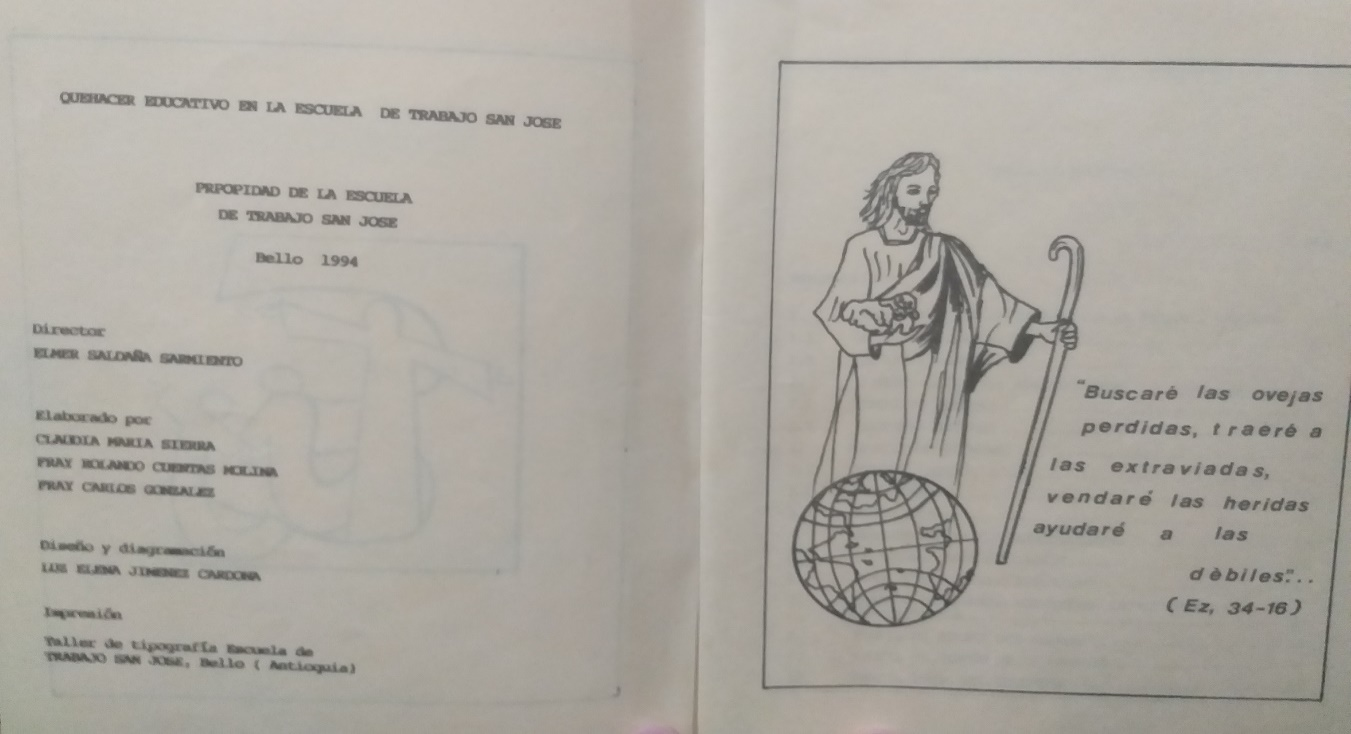 QUEHACER EDUCATIVO EN LA ESCUELA DE TRABAJO SAN JOSE
PRPOPIDAD DE LA ESCUELA
DE TRABAJO SAN JOSE
Bello 1994
Director
ELMER SALDAÑA SARMIENTO
Elaborado por
CLAUDIA MARIA SIERRA
FRAY ROLANDO CUENTAS MOLINA
FRAY CARLOS GONZALEZ
Diseño y diagramación
LUZ ELENA JIMENEZ CARDONA
Impresión
Taller de tipografía Escuela de
TRABAJO SAN JOSE, Bello ( Antioquia)
"Buscarè las ovejas
perdidas, traerè a
las extraviadas,
vendaré las heridas
ayudaré a las
dèbiles"...
( Ez, 34-16)